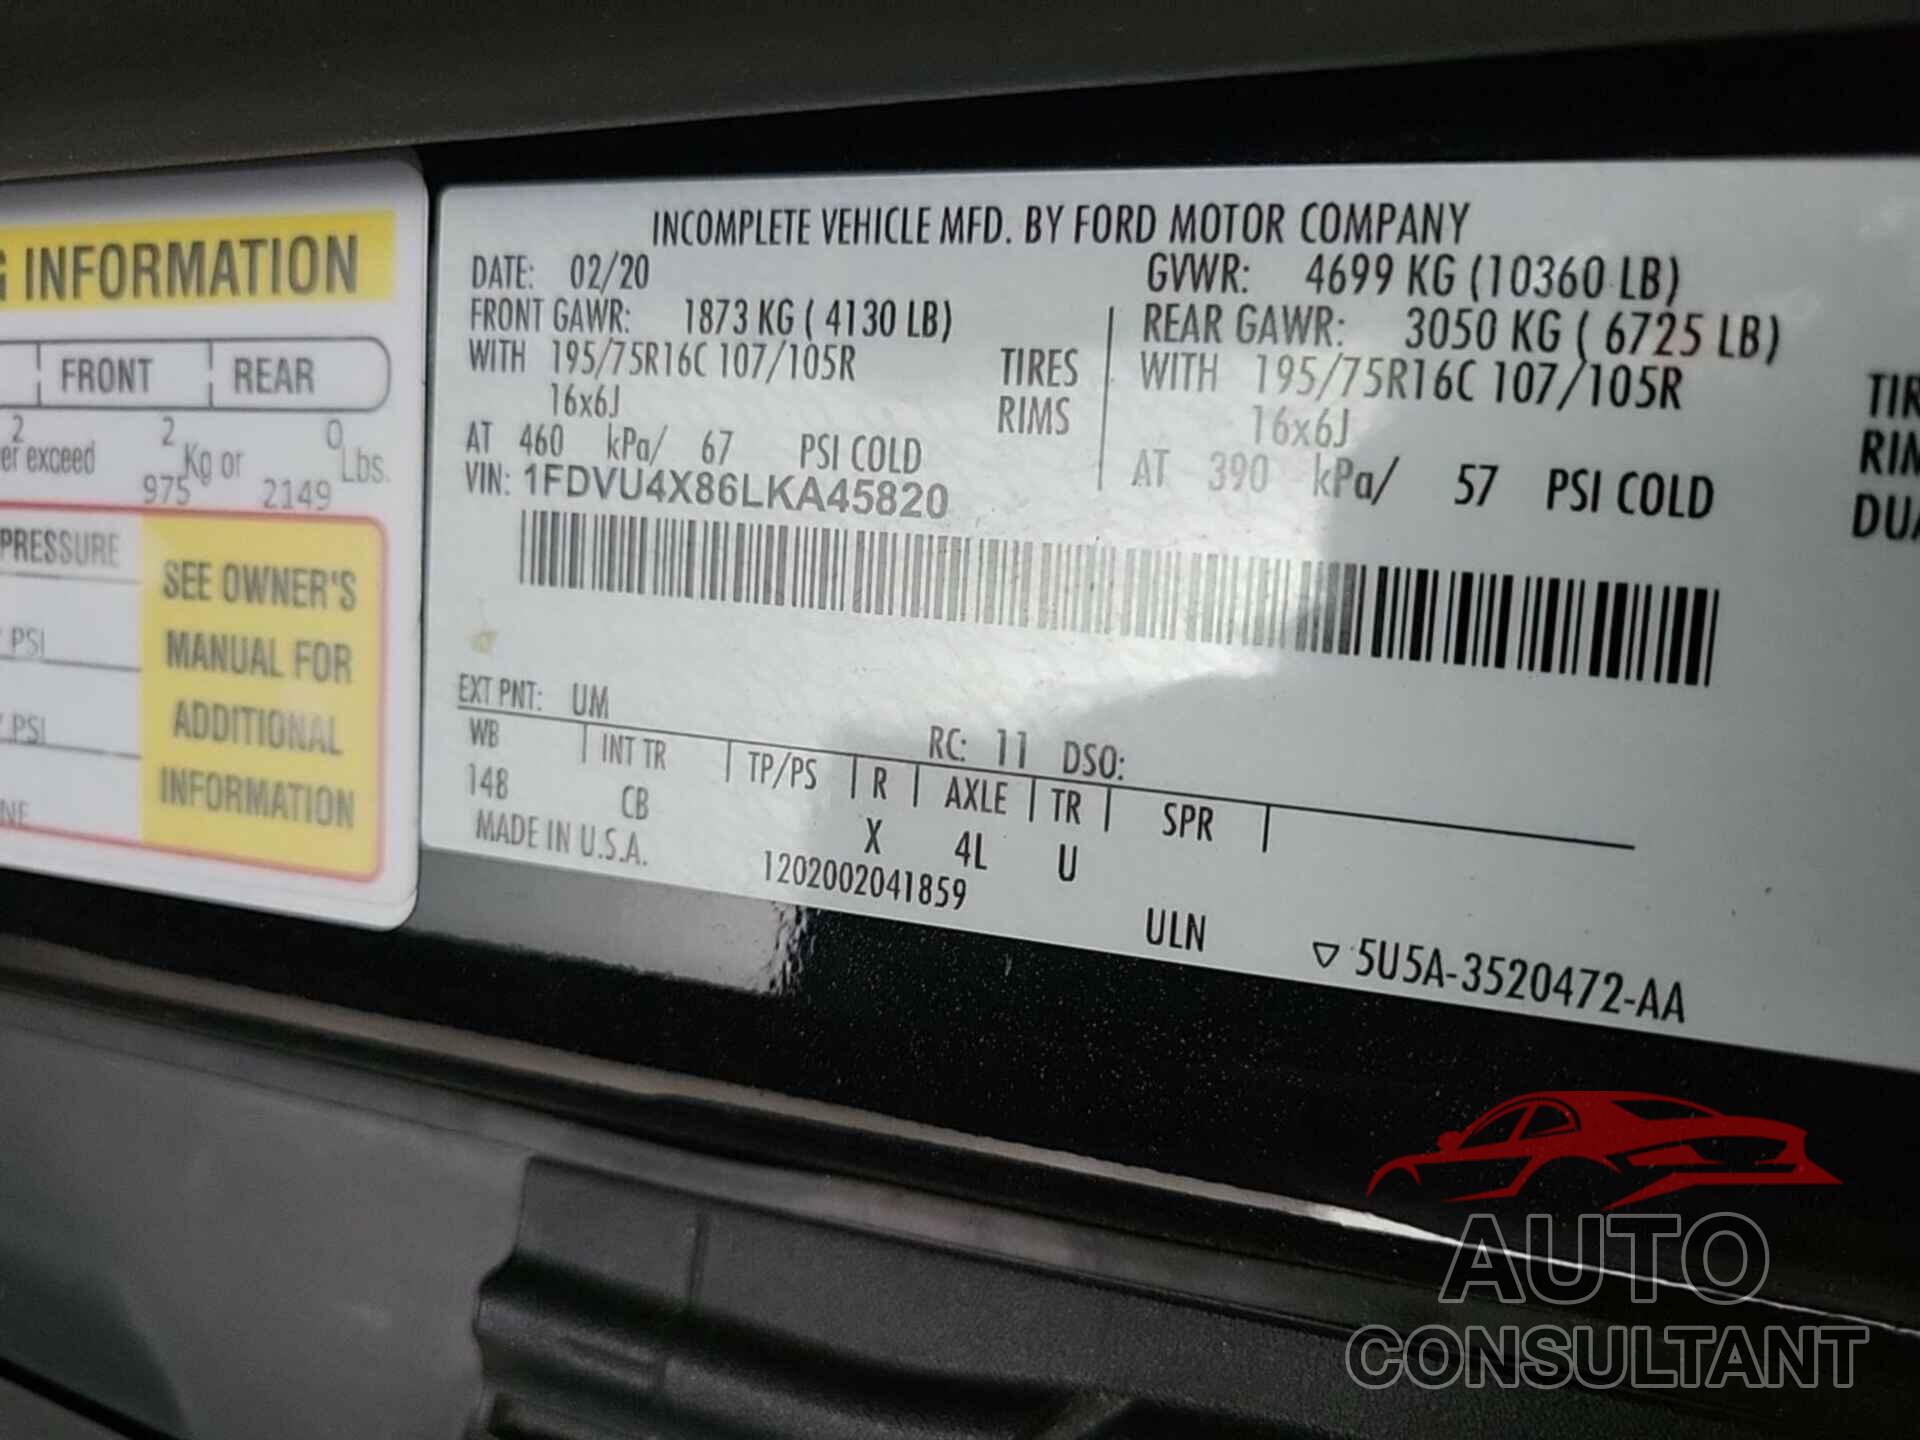 G INFORMATION
FRONT REAR
2 2 0
er exceed 975 Kg or 2149 Lbs.
PRESSURE
PSI
PSI
NE
SEE OWNER'S
MANUAL FOR
ADDITIONAL
INFORMATION
INCOMPLETE VEHICLE MFD. BY FORD MOTOR COMPANY
DATE: 02/20 GVWR: 4699 KG (10360 LB)
FRONT GAWR: 1873 KG ( 4130 LB) REAR GAWR: 3050 KG ( 6725 LB)
WITH 195/75R16C 107/105R TIRES WITH 195/75R16C 107/105R TIR
16x6J RIMS 16x6J RIM
AT 460 kPa/ 67 PSI COLD AT 390 kPa/ 57 PSI COLD DUA
VIN: 1FDVU4X86LKA45820
EXT PNT: UM RC: 11 DSO:
WB INT TR TP/PS R AXLE TR SPR
148 CB X 4L U
MADE IN U.S.A. 1202002041859 ULN ▽ 5U5A-3520472-AA
AUTO
CONSULTANT